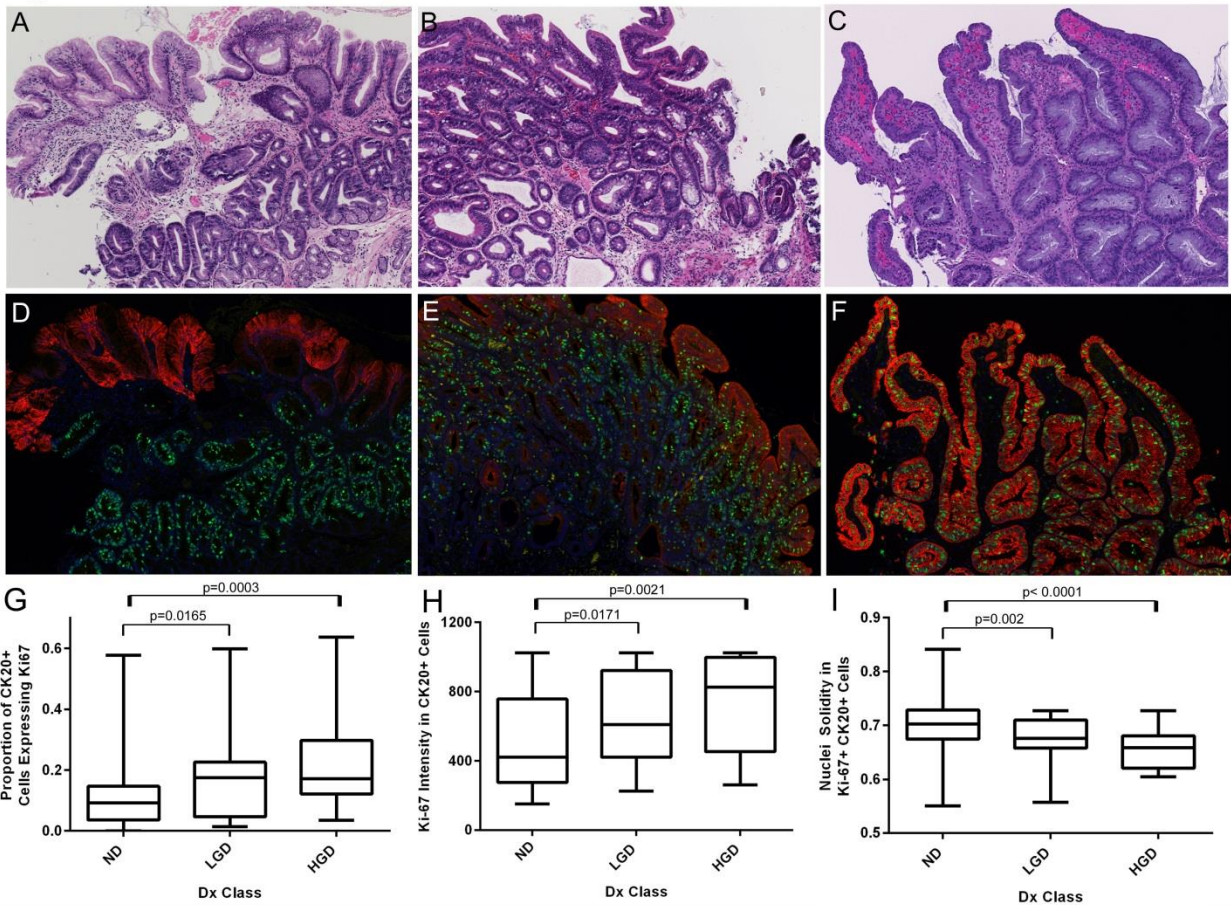 A
B
C
D
E
F
G
p=0.0003
p=0.0165
Proportion of CK20+
Cells Expressing Ki67
0.6
0.4
0.2
0.0
ND
LGD
HGD
Dx Class
H
p=0.0021
p=0.0171
Ki-67 Intensity in CK20+ Cells
1200
800
400
0
ND
LGD
HGD
Dx Class
I
p< 0.0001
p=0.002
Nuclei Solidity in
Ki-67+ CK20+ Cells
0.9
0.8
0.7
0.6
0.5
ND
LGD
HGD
Dx Class